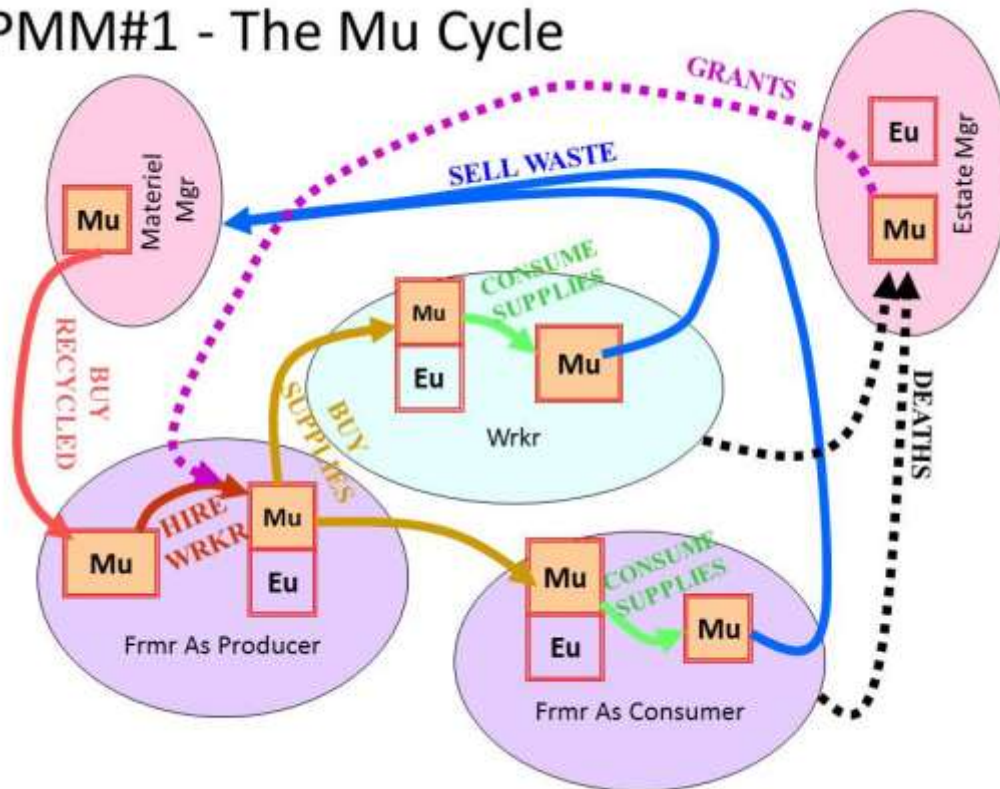 PMM#1 - The Mu Cycle
GRANTS
Eu
Mu
Estate Mgr
SELL WASTE
Mu
Materiel
Mgr
CONSUME
SUPPLIES
Mu
Eu
Mu
Wrkr
BUY
RECYCLED
BUY
SUPPLIES
DEATHS
HIRE
WRKR
Mu
Mu
Eu
Frmr As Producer
CONSUME
SUPPLIES
Mu
Eu
Mu
Frmr As Consumer